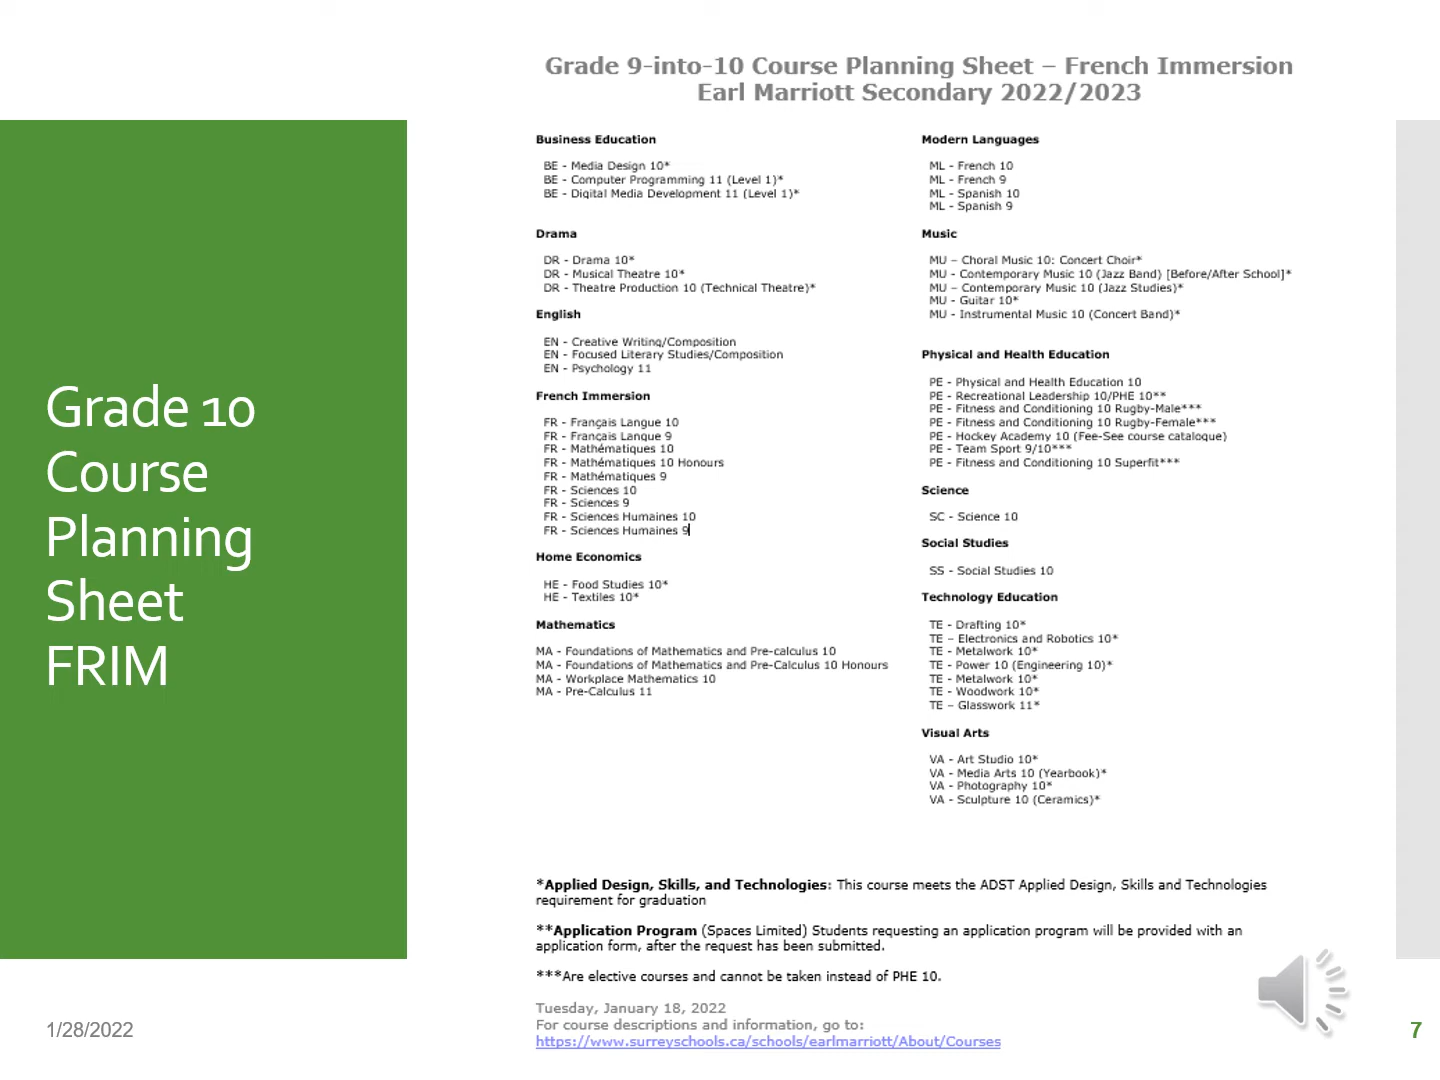 Grade 10
Course
Planning
Sheet
FRIM
Grade 9-into-10 Course Planning Sheet – French Immersion
Earl Marriott Secondary 2022/2023
Business Education
BE - Media Design 10*
BE - Computer Programming 11 (Level 1)*
BE - Digital Media Development 11 (Level 1)*
Drama
DR - Drama 10*
DR - Musical Theatre 10*
DR - Theatre Production 10 (Technical Theatre)*
English
EN - Creative Writing/Composition
EN - Focused Literary Studies/Composition
EN - Psychology 11
French Immersion
FR - Français Langue 10
FR - Français Langue 9
FR - Mathématiques 10
FR - Mathématiques 10 Honours
FR - Mathématiques 9
FR - Sciences 10
FR - Sciences 9
FR - Sciences Humaines 10
FR - Sciences Humaines 9
Home Economics
HE - Food Studies 10*
HE - Textiles 10*
Mathematics
MA - Foundations of Mathematics and Pre-calculus 10
MA - Foundations of Mathematics and Pre-Calculus 10 Honours
MA - Workplace Mathematics 10
MA - Pre-Calculus 11
Modern Languages
ML - French 10
ML - French 9
ML - Spanish 10
ML - Spanish 9
Music
MU – Choral Music 10: Concert Choir*
MU - Contemporary Music 10 (Jazz Band) [Before/After School]*
MU – Contemporary Music 10 (Jazz Studies)*
MU - Guitar 10*
MU - Instrumental Music 10 (Concert Band)*
Physical and Health Education
PE - Physical and Health Education 10
PE - Recreational Leadership 10/PHE 10**
PE - Fitness and Conditioning 10 Rugby-Male***
PE - Fitness and Conditioning 10 Rugby-Female***
PE - Hockey Academy 10 (Fee-See course catalogue)
PE - Team Sport 9/10***
PE - Fitness and Conditioning 10 Superfit***
Science
SC - Science 10
Social Studies
SS - Social Studies 10
Technology Education
TE - Drafting 10*
TE – Electronics and Robotics 10*
TE - Metalwork 10*
TE - Power 10 (Engineering 10)*
TE - Metalwork 10*
TE - Woodwork 10*
TE – Glasswork 11*
Visual Arts
VA - Art Studio 10*
VA - Media Arts 10 (Yearbook)*
VA - Photography 10*
VA - Sculpture 10 (Ceramics)*
*Applied Design, Skills, and Technologies: This course meets the ADST Applied Design, Skills and Technologies
requirement for graduation
**Application Program (Spaces Limited) Students requesting an application program will be provided with an
application form, after the request has been submitted.
***Are elective courses and cannot be taken instead of PHE 10.
Tuesday, January 18, 2022
For course descriptions and information, go to:
https://www.surreyschools.ca/schools/earlmarriott/About/Courses
1/28/2022
7